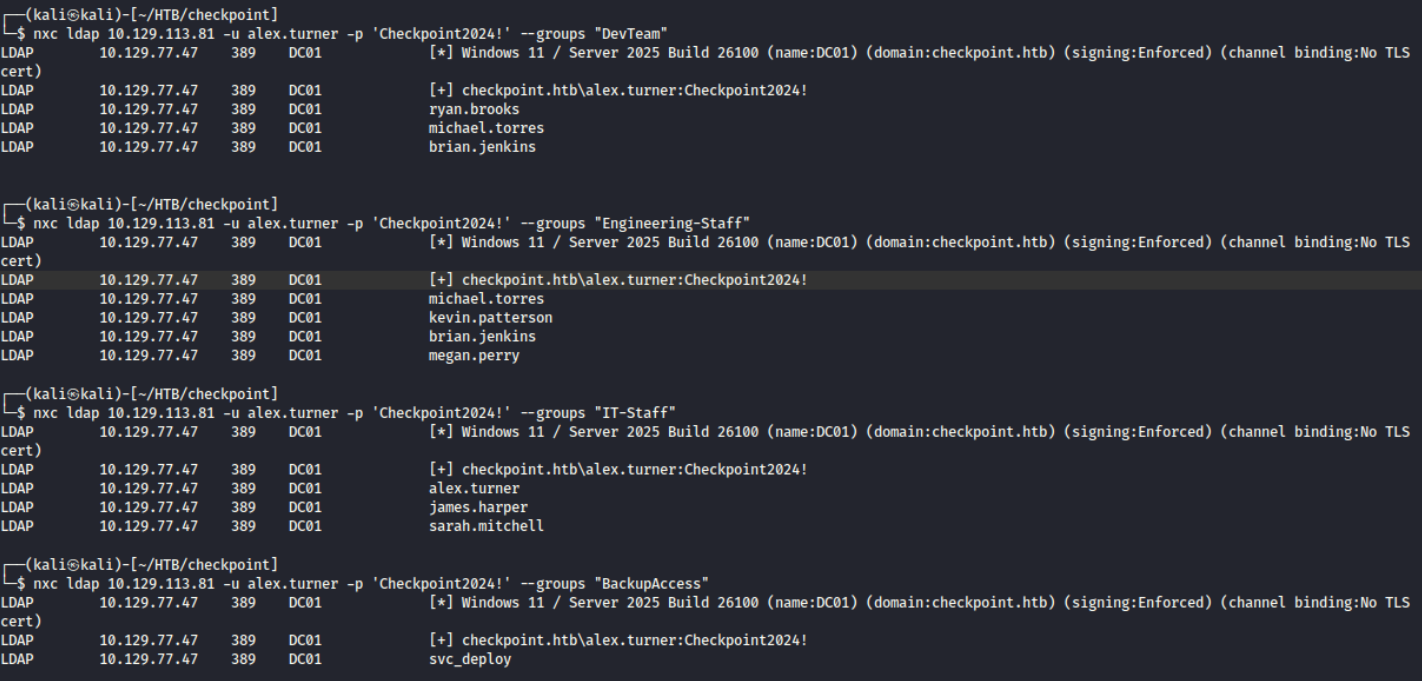 ┌──(kali㉿kali)-[~/HTB/checkpoint]
└─$ nxc ldap 10.129.113.81 -u alex.turner -p 'Checkpoint2024!' --groups "DevTeam"
LDAP 10.129.77.47 389 DC01 [*] Windows 11 / Server 2025 Build 26100 (name:DC01) (domain:checkpoint.htb) (signing:Enforced) (channel binding:No TLS
cert)
LDAP 10.129.77.47 389 DC01 [+] checkpoint.htb\alex.turner:Checkpoint2024!
LDAP 10.129.77.47 389 DC01 ryan.brooks
LDAP 10.129.77.47 389 DC01 michael.torres
LDAP 10.129.77.47 389 DC01 brian.jenkins
┌──(kali㉿kali)-[~/HTB/checkpoint]
└─$ nxc ldap 10.129.113.81 -u alex.turner -p 'Checkpoint2024!' --groups "Engineering-Staff"
LDAP 10.129.77.47 389 DC01 [*] Windows 11 / Server 2025 Build 26100 (name:DC01) (domain:checkpoint.htb) (signing:Enforced) (channel binding:No TLS
cert)
LDAP 10.129.77.47 389 DC01 [+] checkpoint.htb\alex.turner:Checkpoint2024!
LDAP 10.129.77.47 389 DC01 michael.torres
LDAP 10.129.77.47 389 DC01 kevin.patterson
LDAP 10.129.77.47 389 DC01 brian.jenkins
LDAP 10.129.77.47 389 DC01 megan.perry
┌──(kali㉿kali)-[~/HTB/checkpoint]
└─$ nxc ldap 10.129.113.81 -u alex.turner -p 'Checkpoint2024!' --groups "IT-Staff"
LDAP 10.129.77.47 389 DC01 [*] Windows 11 / Server 2025 Build 26100 (name:DC01) (domain:checkpoint.htb) (signing:Enforced) (channel binding:No TLS
cert)
LDAP 10.129.77.47 389 DC01 [+] checkpoint.htb\alex.turner:Checkpoint2024!
LDAP 10.129.77.47 389 DC01 alex.turner
LDAP 10.129.77.47 389 DC01 james.harper
LDAP 10.129.77.47 389 DC01 sarah.mitchell
┌──(kali㉿kali)-[~/HTB/checkpoint]
└─$ nxc ldap 10.129.113.81 -u alex.turner -p 'Checkpoint2024!' --groups "BackupAccess"
LDAP 10.129.77.47 389 DC01 [*] Windows 11 / Server 2025 Build 26100 (name:DC01) (domain:checkpoint.htb) (signing:Enforced) (channel binding:No TLS
cert)
LDAP 10.129.77.47 389 DC01 [+] checkpoint.htb\alex.turner:Checkpoint2024!
LDAP 10.129.77.47 389 DC01 svc_deploy